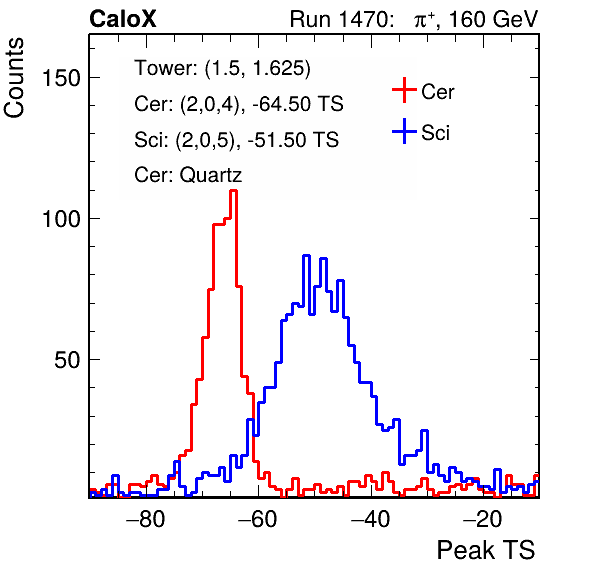 CaloX Run 1470: π⁺, 160 GeV
Counts
Tower: (1.5, 1.625)
Cer: (2,0,4), -64.50 TS
Sci: (2,0,5), -51.50 TS
Cer: Quartz
Cer
Sci
150
100
50
−80 −60 −40 −20
Peak TS